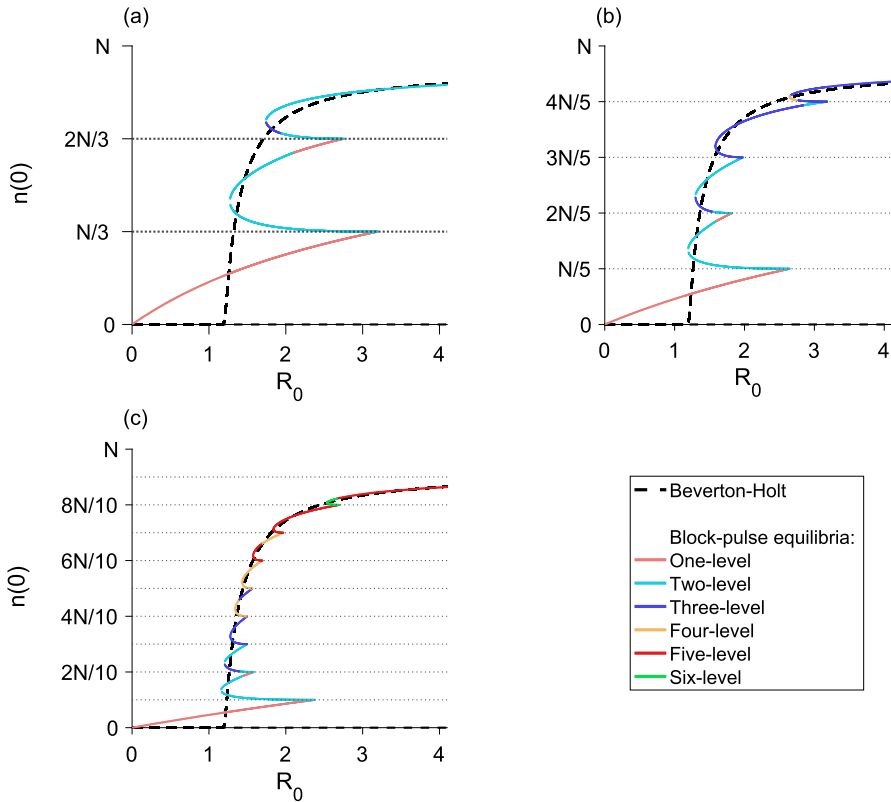 (a)
N
2N/3
N/3
0
n(0)
0 1 2 3 4
R0
(b)
4N/5
3N/5
2N/5
N/5
0
0 1 2 3 4
R0
(c)
N
8N/10
6N/10
4N/10
2N/10
0
n(0)
0 1 2 3 4
R0
Beverton-Holt
Block-pulse equilibria:
One-level
Two-level
Three-level
Four-level
Five-level
Six-level